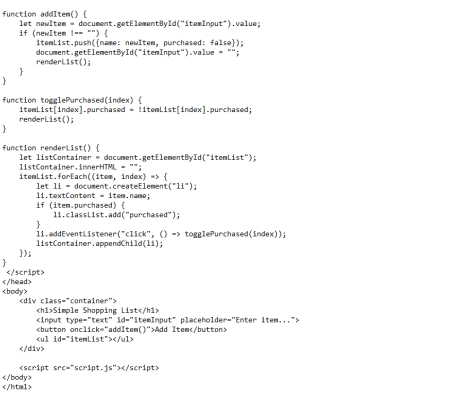 function addItem() {
    let newItem = document.getElementById("itemInput").value;
    if (newItem !== "") {
        itemList.push({name: newItem, purchased: false});
        document.getElementById("itemInput").value = "";
        renderList();
    }
}

function togglePurchased(index) {
    itemList[index].purchased = !itemList[index].purchased;
    renderList();
}

function renderList() {
    let listContainer = document.getElementById("itemList");
    listContainer.innerHTML = "";
    itemList.forEach((item, index) => {
        let li = document.createElement("li");
        li.textContent = item.name;
        if (item.purchased) {
            li.classList.add("purchased");
        }
        li.addEventListener("click", () => togglePurchased(index));
        listContainer.appendChild(li);
    });
}
</script>
</head>
<body>
    <div class="container">
        <h1>Simple Shopping List</h1>
        <input type="text" id="itemInput" placeholder="Enter item...">
        <button onclick="addItem()">Add Item</button>
        <ul id="itemList"></ul>
    </div>

    <script src="script.js"></script>
</body>
</html>